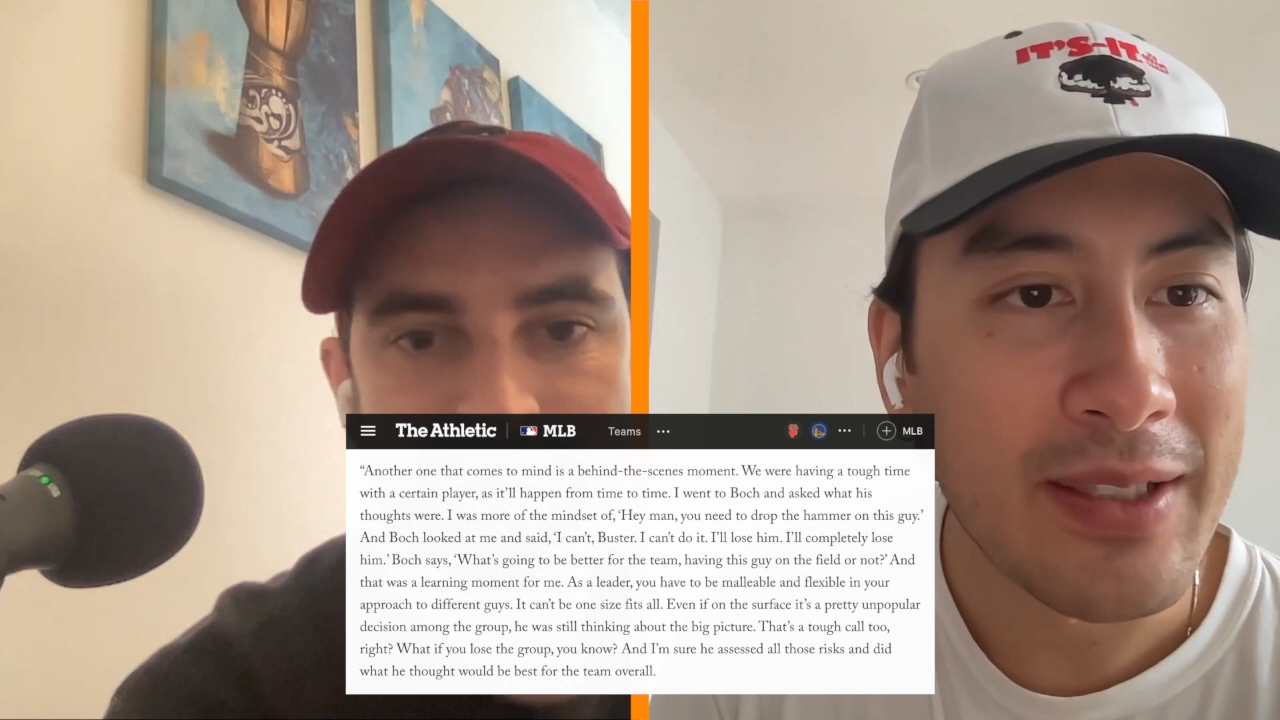 IT'S-IT
The Athletic MLB Teams ••• ••• MLB
“Another one that comes to mind is a behind-the-scenes moment. We were having a tough time
with a certain player, as it’ll happen from time to time. I went to Boch and asked what his
thoughts were. I was more of the mindset of, ‘Hey man, you need to drop the hammer on this guy.’
And Boch looked at me and said, ‘I can’t, Buster. I can’t do it. I’ll lose him. I’ll completely lose
him.’ Boch says, ‘What’s going to be better for the team, having this guy on the field or not?’ And
that was a learning moment for me. As a leader, you have to be malleable and flexible in your
approach to different guys. It can’t be one size fits all. Even if on the surface it’s a pretty unpopular
decision among the group, he was still thinking about the big picture. That’s a tough call too,
right? What if you lose the group, you know? And I’m sure he assessed all those risks and did
what he thought would be best for the team overall.